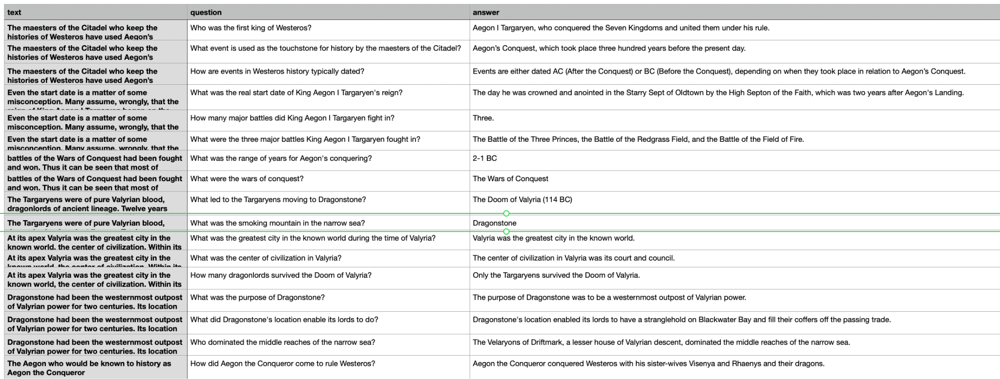 text question answer
The maesters of the Citadel who keep the Who was the first king of Westeros? Aegon I Targaryen, who conquered the Seven Kingdoms and united them under his rule.
histories of Westeros have used Aegon’s
The maesters of the Citadel who keep the What event is used as the touchstone for history by the maesters of the Citadel? Aegon’s Conquest, which took place three hundred years before the present day.
histories of Westeros have used Aegon’s
The maesters of the Citadel who keep the How are events in Westeros history typically dated? Events are either dated AC (After the Conquest) or BC (Before the Conquest), depending on when they took place in relation to Aegon’s Conquest.
histories of Westeros have used Aegon’s
Even the start date is a matter of some What was the real start date of King Aegon I Targaryen's reign? The day he was crowned and anointed in the Starry Sept of Oldtown by the High Septon of the Faith, which was two years after Aegon's Landing.
misconception. Many assume, wrongly, that the
Even the start date is a matter of some How many major battles did King Aegon I Targaryen fight in? Three.
misconception. Many assume, wrongly, that the
Even the start date is a matter of some What were the three major battles King Aegon I Targaryen fought in? The Battle of the Three Princes, the Battle of the Redgrass Field, and the Battle of the Field of Fire.
misconception. Many assume, wrongly, that the
battles of the Wars of Conquest had been fought What was the range of years for Aegon's conquering? 2-1 BC
and won. Thus it can be seen that most of
battles of the Wars of Conquest had been fought What were the wars of conquest? The Wars of Conquest
and won. Thus it can be seen that most of
The Targaryens were of pure Valyrian blood, What led to the Targaryens moving to Dragonstone? The Doom of Valyria (114 BC)
dragonlords of ancient lineage. Twelve years
The Targaryens were of pure Valyrian blood, What was the smoking mountain in the narrow sea? Dragonstone
At its apex Valyria was the greatest city in the What was the greatest city in the known world during the time of Valyria? Valyria was the greatest city in the known world.
known world, the center of civilization. Within its
At its apex Valyria was the greatest city in the What was the center of civilization in Valyria? The center of civilization in Valyria was its court and council.
known world, the center of civilization. Within its
At its apex Valyria was the greatest city in the How many dragonlords survived the Doom of Valyria? Only the Targaryens survived the Doom of Valyria.
known world, the center of civilization. Within its
Dragonstone had been the westernmost outpost What was the purpose of Dragonstone? The purpose of Dragonstone was to be a westernmost outpost of Valyrian power.
of Valyrian power for two centuries. Its location
Dragonstone had been the westernmost outpost What did Dragonstone's location enable its lords to do? Dragonstone's location enabled its lords to have a stranglehold on Blackwater Bay and fill their coffers off the passing trade.
of Valyrian power for two centuries. Its location
Dragonstone had been the westernmost outpost Who dominated the middle reaches of the narrow sea? The Velaryons of Driftmark, a lesser house of Valyrian descent, dominated the middle reaches of the narrow sea.
of Valyrian power for two centuries. Its location
The Aegon who would be known to history as How did Aegon the Conqueror come to rule Westeros? Aegon the Conqueror conquered Westeros with his sister-wives Visenya and Rhaenys and their dragons.
Aegon the Conqueror